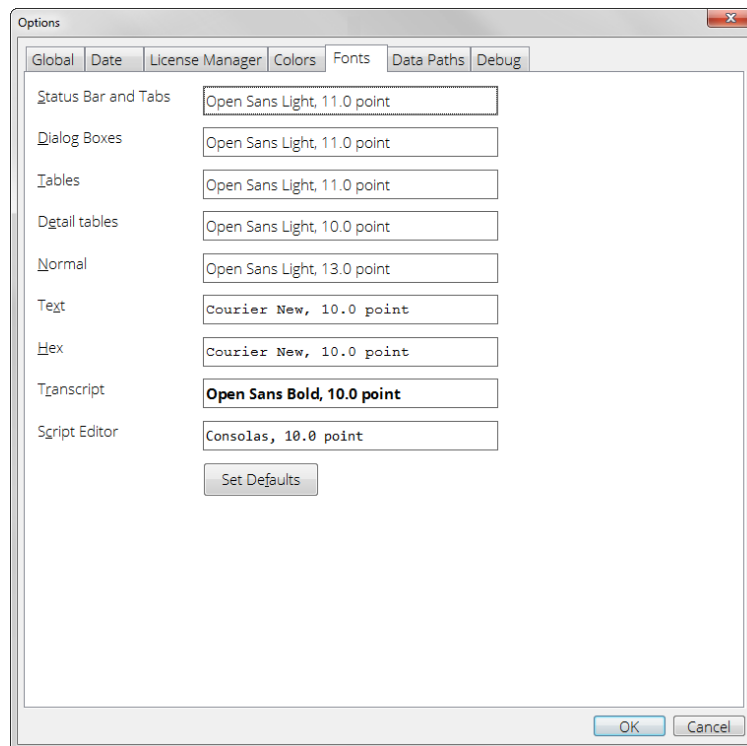 Options
Global Date License Manager Colors Fonts Data Paths Debug
Status Bar and Tabs Open Sans Light, 11.0 point
Dialog Boxes Open Sans Light, 11.0 point
Tables Open Sans Light, 11.0 point
Detail tables Open Sans Light, 10.0 point
Normal Open Sans Light, 13.0 point
Text Courier New, 10.0 point
Hex Courier New, 10.0 point
Transcript Open Sans Bold, 10.0 point
Script Editor Consolas, 10.0 point
Set Defaults
OK Cancel